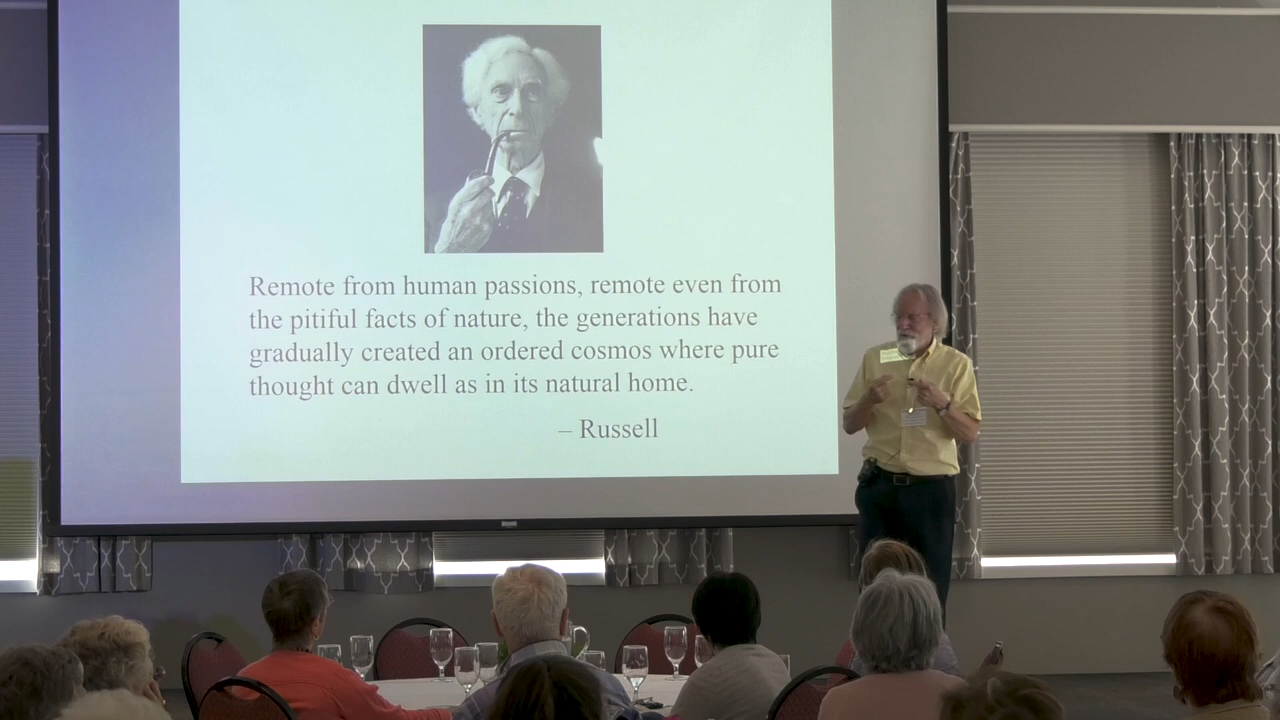 Remote from human passions, remote even from
the pitiful facts of nature, the generations have
gradually created an ordered cosmos where pure
thought can dwell as in its natural home.
– Russell